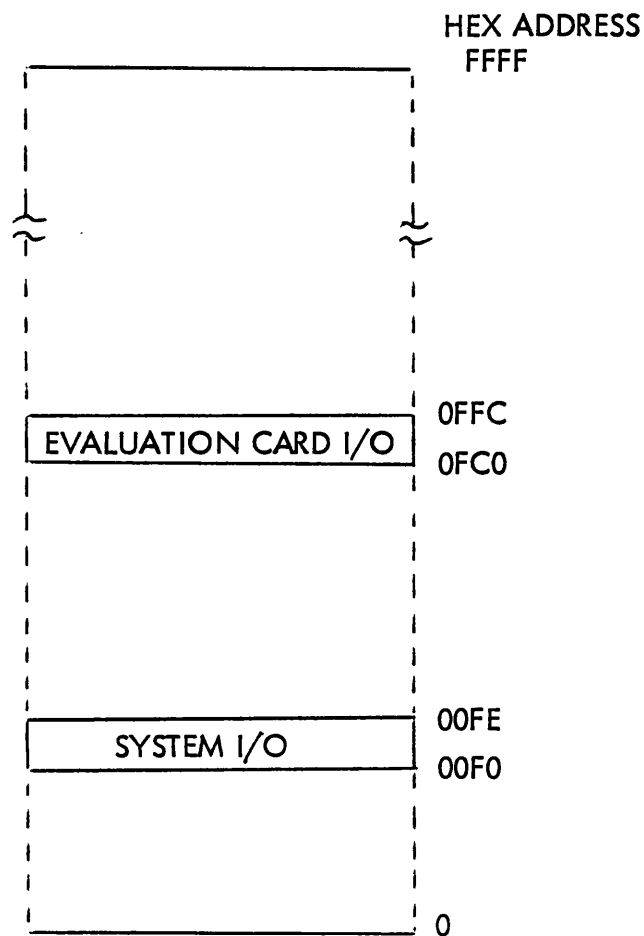 HEX ADDRESS
FFFF
0FFC
EVALUATION CARD I/O
0FC0
00FE
SYSTEM I/O
00F0
0